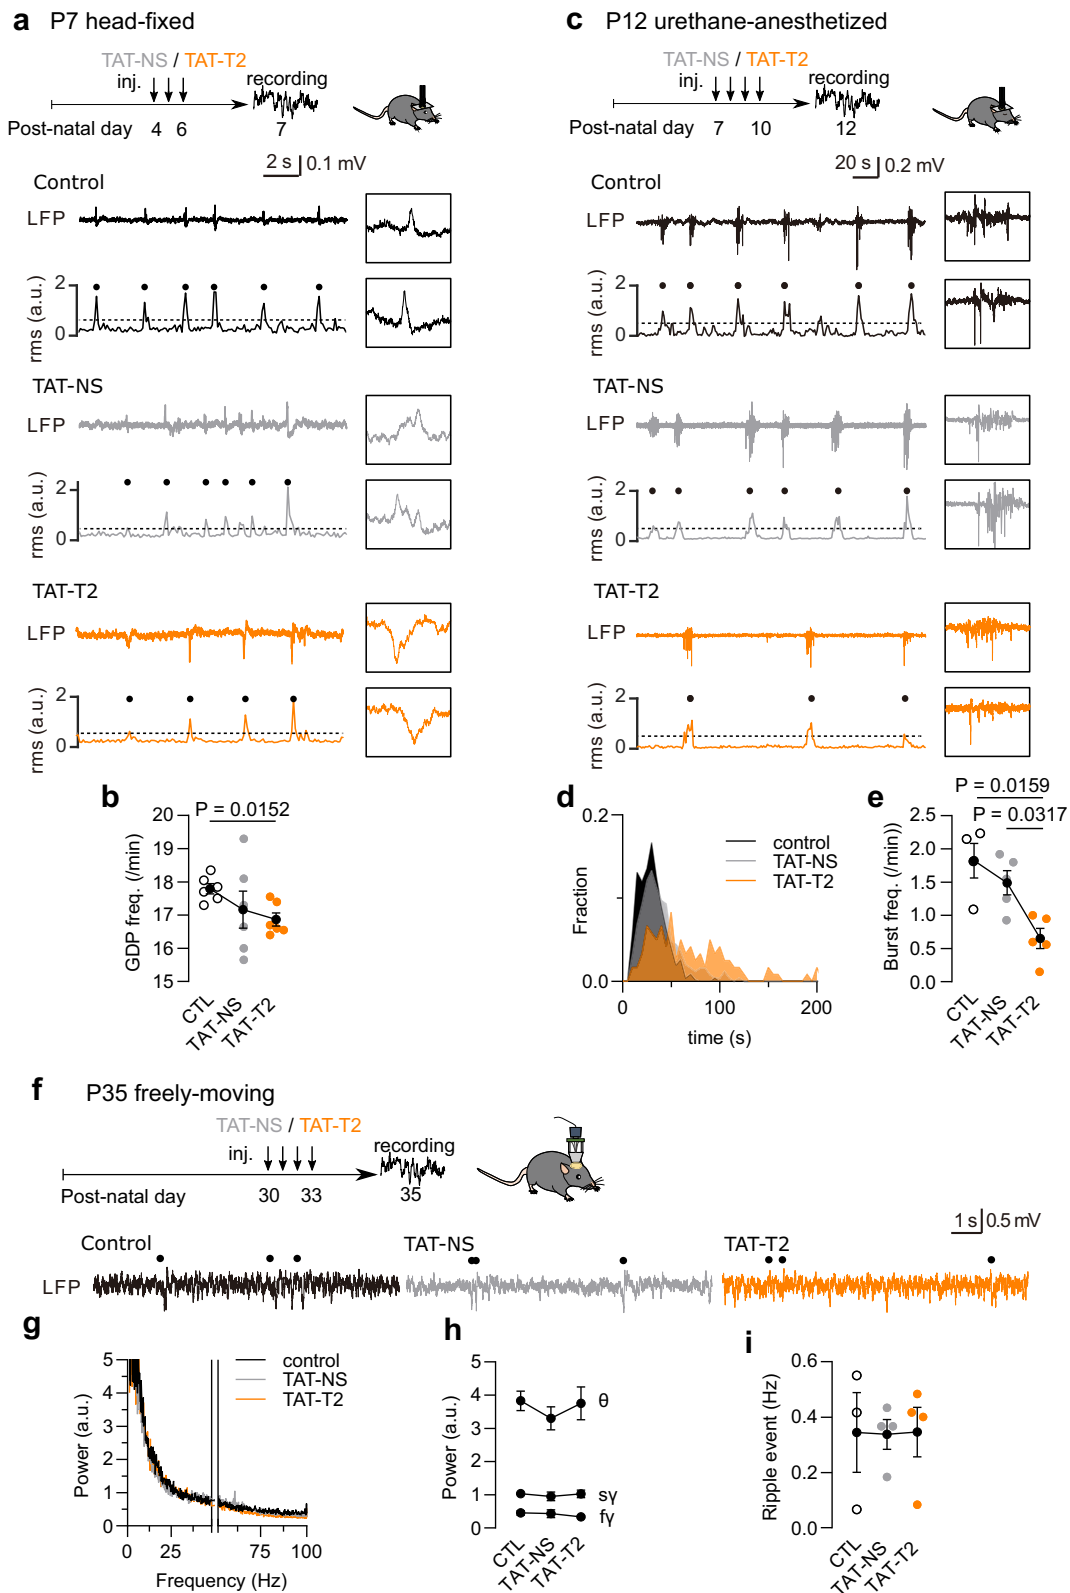 a P7 head-fixed
TAT-NS / TAT-T2
inj.
recording
Post-natal day 4 6 7
2 s 0.1 mV
Control
LFP
rms (a.u.)
2
0
TAT-NS
LFP
rms (a.u.)
2
0
TAT-T2
LFP
rms (a.u.)
2
0
c P12 urethane-anesthetized
TAT-NS / TAT-T2
inj.
recording
Post-natal day 7 10 12
20 s 0.2 mV
Control
LFP
rms (a.u.)
2
0
TAT-NS
LFP
rms (a.u.)
2
0
TAT-T2
LFP
rms (a.u.)
2
0
b
P = 0.0152
GDP freq. (/min)
20
19
18
17
16
15
CTL
TAT-NS
TAT-T2
d
0.2
0.0
Fraction
control
TAT-NS
TAT-T2
0 100 200
time (s)
e
P = 0.0159
P = 0.0317
Burst freq. (/min))
2.5
2.0
1.5
1.0
0.5
0.0
CTL
TAT-NS
TAT-T2
f P35 freely-moving
TAT-NS / TAT-T2
inj.
recording
Post-natal day 30 33 35
1 s 0.5 mV
Control
TAT-NS
TAT-T2
LFP
g
Power (a.u.)
5
4
3
2
1
0
control
TAT-NS
TAT-T2
0 25 75 100
Frequency (Hz)
h
Power (a.u.)
5
4
3
2
1
0
θ
sγ
fγ
CTL
TAT-NS
TAT-T2
i
Ripple event (Hz)
0.6
0.4
0.2
0.0
CTL
TAT-NS
TAT-T2